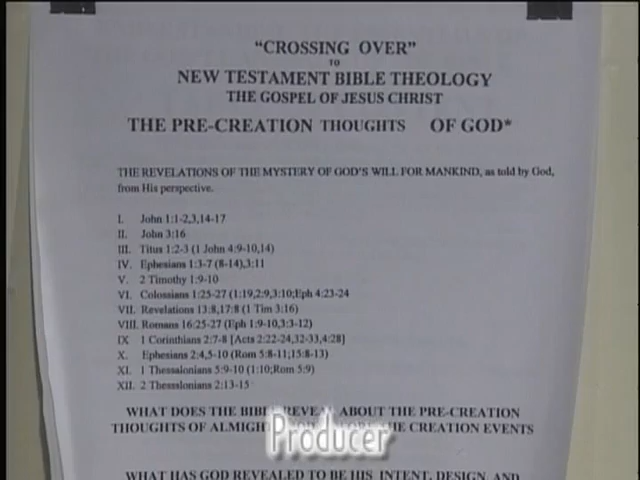 "CROSSING OVER"
TO
NEW TESTAMENT BIBLE THEOLOGY
THE GOSPEL OF JESUS CHRIST
THE PRE-CREATION THOUGHTS OF GOD*
THE REVELATIONS OF THE MYSTERY OF GOD'S WILL FOR MANKIND, as told by God,
from His perspective.
I. John 1:1-2,3,14-17
II. John 3:16
III. Titus 1:2-3 (1 John 4:9-10,14)
IV. Ephesians 1:3-7 (8-14),3:11
V. 2 Timothy 1:9-10
VI. Colossians 1:25-27 (1:19,2:9,3:10;Eph 4:23-24
VII. Revelations 13:8,17:8 (1 Tim 3:16)
VIII. Romans 16:25-27 (Eph 1:9-10,3:3-12)
IX 1 Corinthians 2:7-8 [Acts 2:22-24,32-33,4:28]
X. Ephesians 2:4,5-10 (Rom 5:8-11;15:8-13)
XI. 1 Thessalonians 5:9-10 (1:10;Rom 5:9)
XII. 2 Thessalonians 2:13-15
WHAT DOES THE BIBLE REVEAL ABOUT THE PRE-CREATION
THOUGHTS OF ALMIGHTY THE CREATION EVENTS
Producer
WHAT HAS GOD REVEALED TO BE HIS INTENT, DESIGN, AND